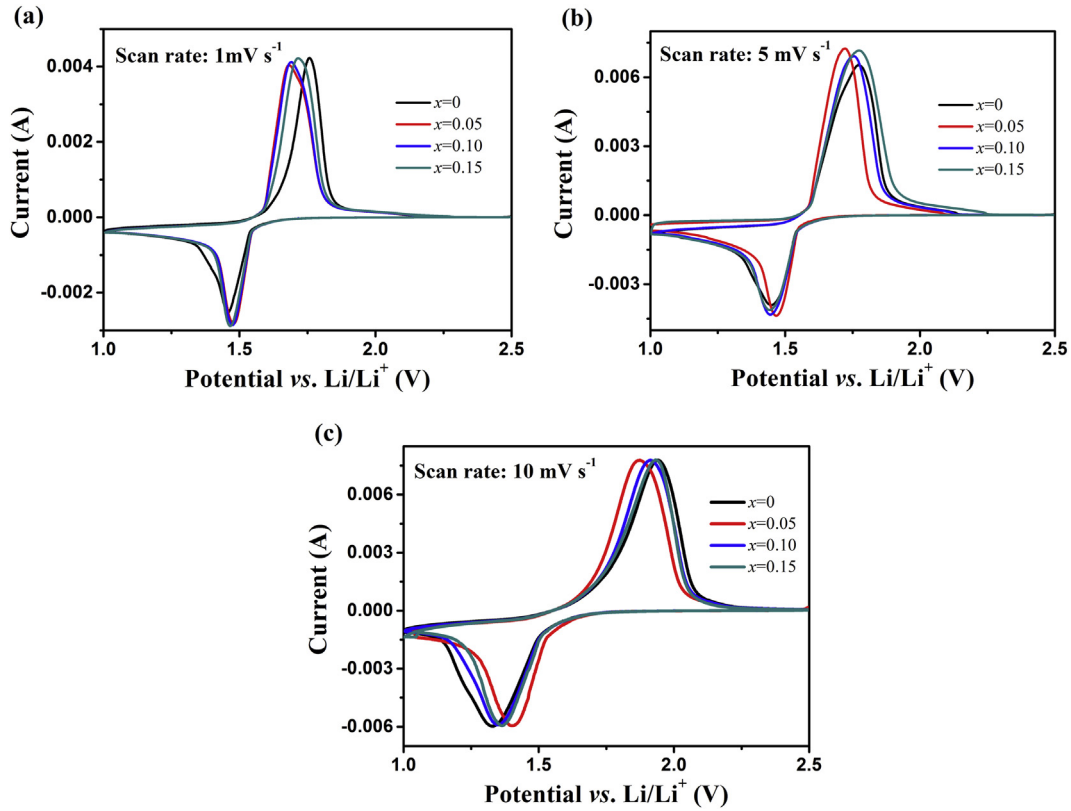 (a)
Scan rate: 1mV s⁻¹
x=0
x=0.05
x=0.10
x=0.15
0.004
0.002
0.000
-0.002
Current (A)
1.0 1.5 2.0 2.5
Potential vs. Li/Li⁺ (V)
(b)
Scan rate: 5 mV s⁻¹
x=0
x=0.05
x=0.10
x=0.15
0.006
0.003
0.000
-0.003
Current (A)
1.0 1.5 2.0 2.5
Potential vs. Li/Li⁺ (V)
(c)
Scan rate: 10 mV s⁻¹
x=0
x=0.05
x=0.10
x=0.15
0.006
0.003
0.000
-0.003
-0.006
Current (A)
1.0 1.5 2.0 2.5
Potential vs. Li/Li⁺ (V)